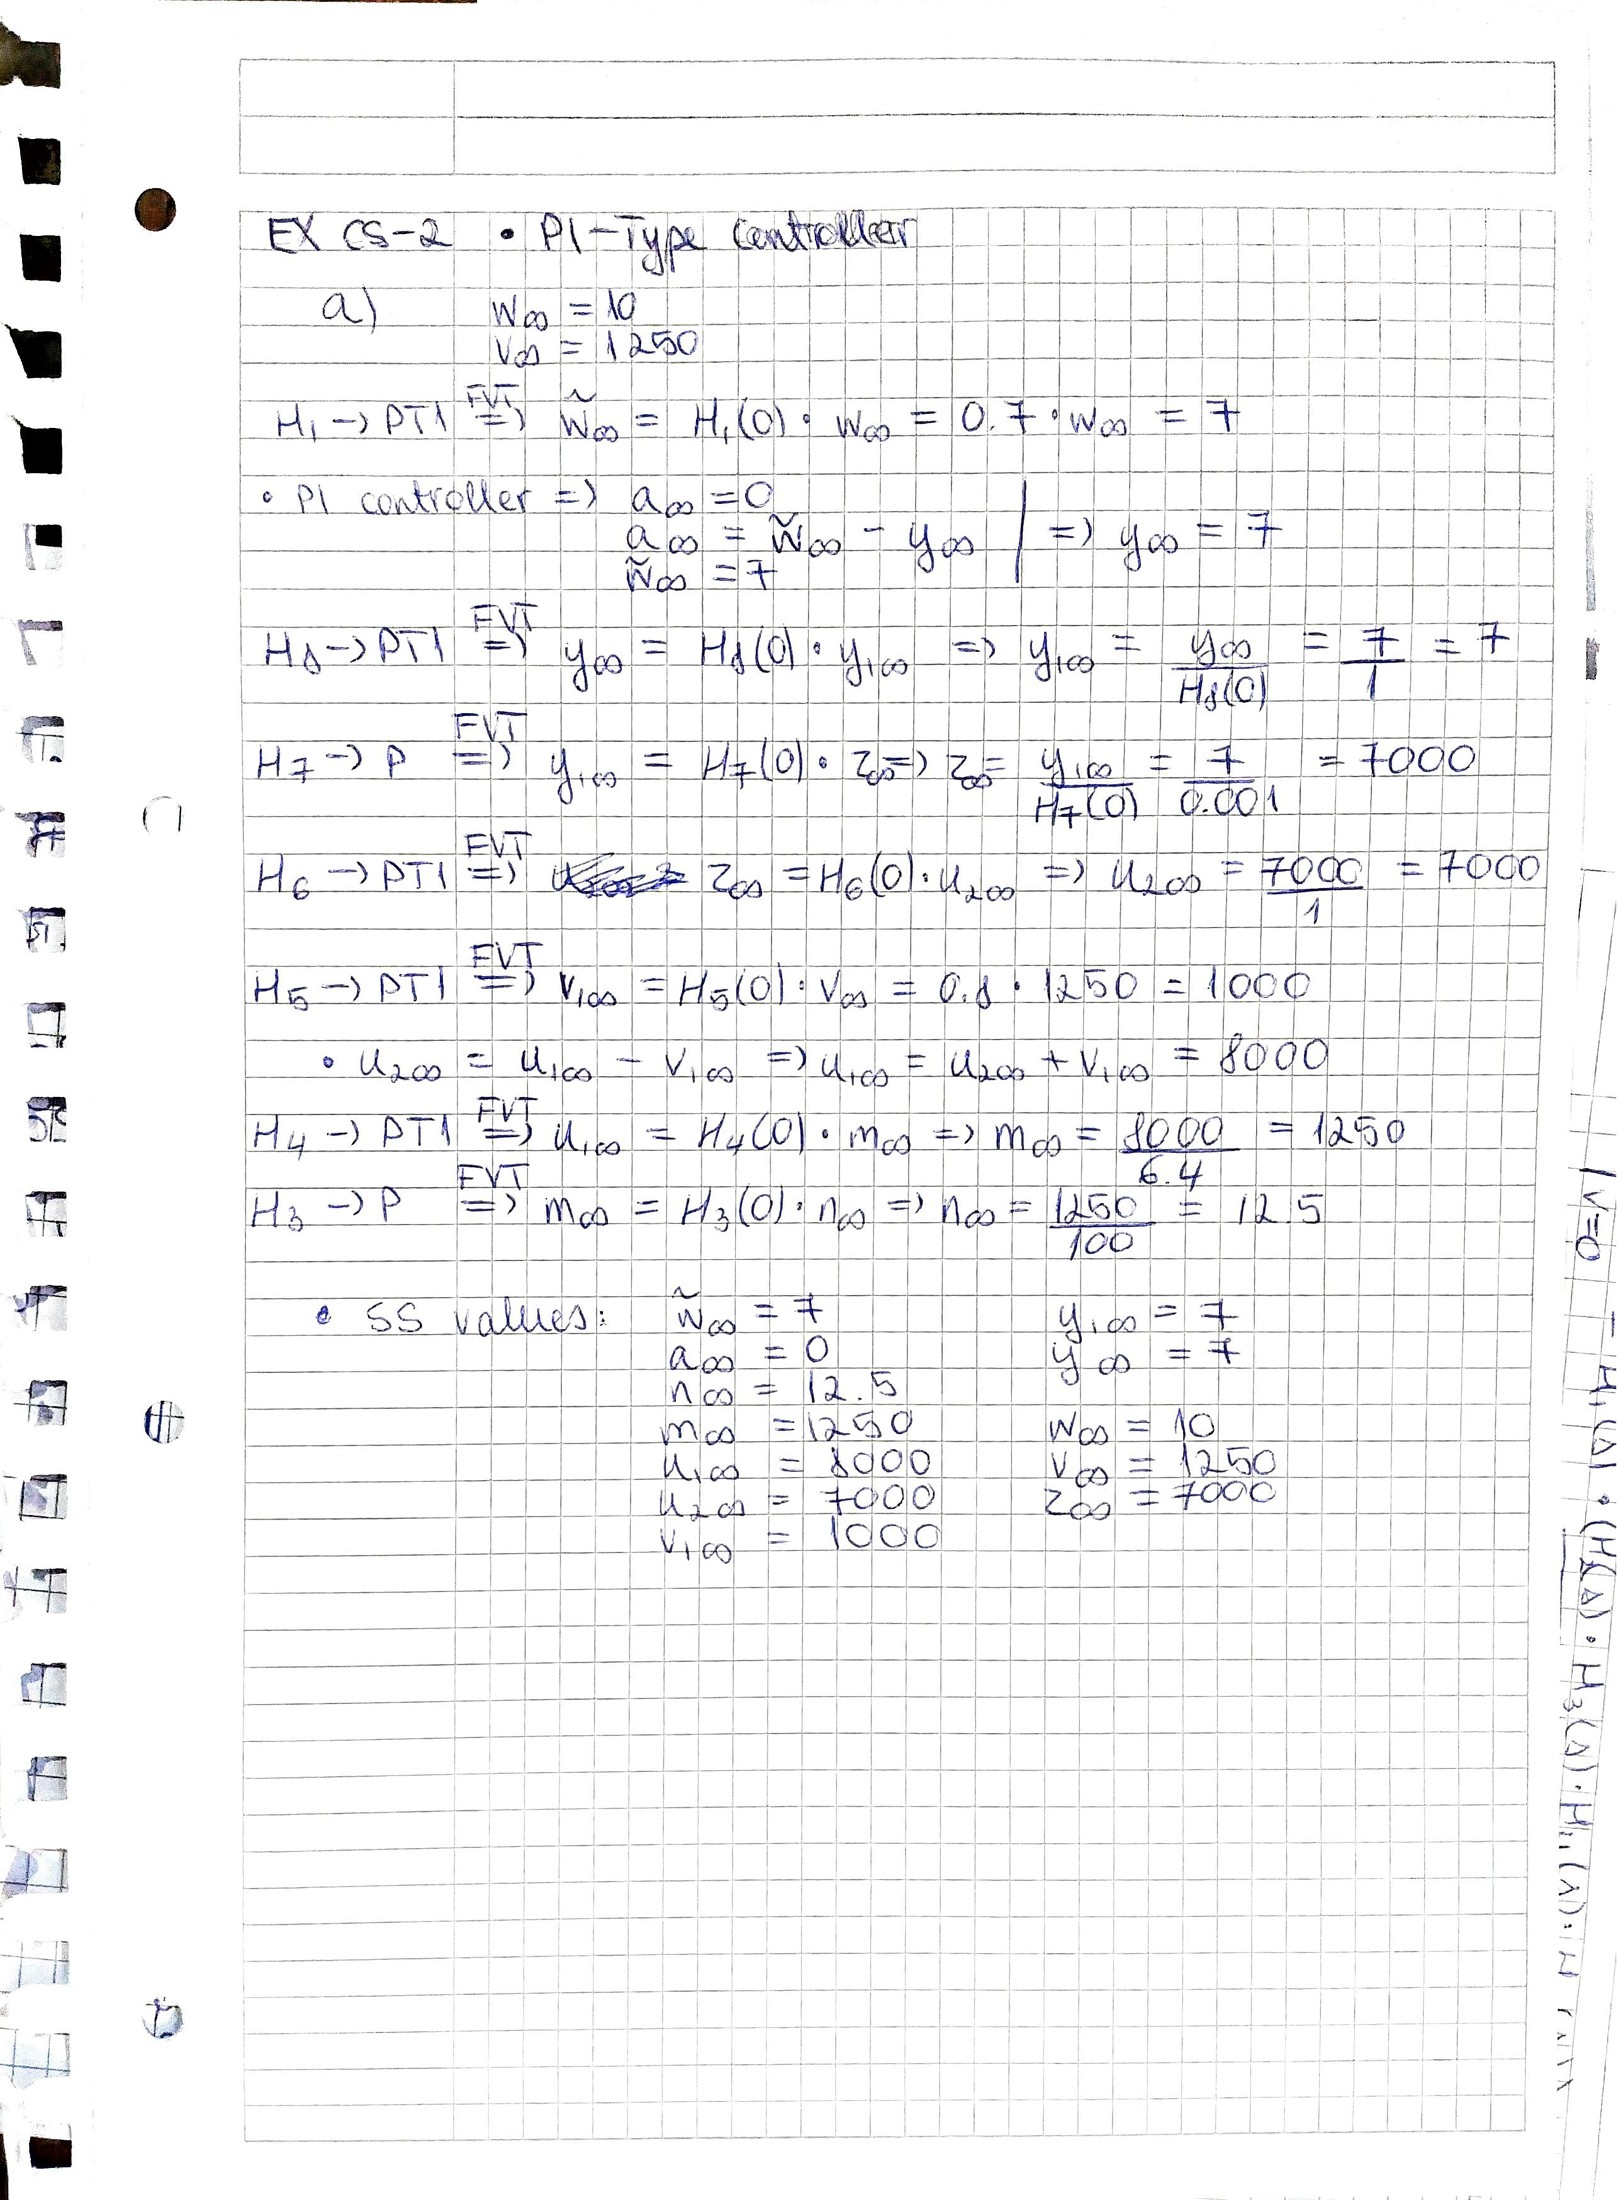 EX CS-2 • PI-Type Controller
a) w∞ = 10
v∞ = 1250
H₁ → PT1 FVT => w̃∞ = H₁(0) · w∞ = 0.7 · w∞ = 7
• PI controller => a∞ = 0
a∞ = w̃∞ - y∞ | => y∞ = 7
w̃∞ = 7
H8 → PT1 FVT => y∞ = H8(0) · y₁∞ => y₁∞ = y∞ / H8(0) = 7 / 1 = 7
H7 → P FVT => y₁∞ = H7(0) · z∞ => z∞ = y₁∞ / H7(0) = 7 / 0.001 = 7000
H6 → PT1 FVT => z∞ = H6(0) · u₂∞ => u₂∞ = 7000 / 1 = 7000
H5 → PT1 FVT => v₁∞ = H5(0) · v∞ = 0.8 · 1250 = 1000
• u₂∞ = u₁∞ - v₁∞ => u₁∞ = u₂∞ + v₁∞ = 8000
H4 → PT1 FVT => u₁∞ = H4(0) · m∞ => m∞ = 8000 / 6.4 = 1250
H3 → P FVT => m∞ = H3(0) · n∞ => n∞ = 1250 / 100 = 12.5
• SS values: w̃∞ = 7 y₁∞ = 7
a∞ = 0 y∞ = 7
n∞ = 12.5
m∞ = 1250 w∞ = 10
u₁∞ = 8000 v∞ = 1250
u₂∞ = 7000 z∞ = 7000
v₁∞ = 1000